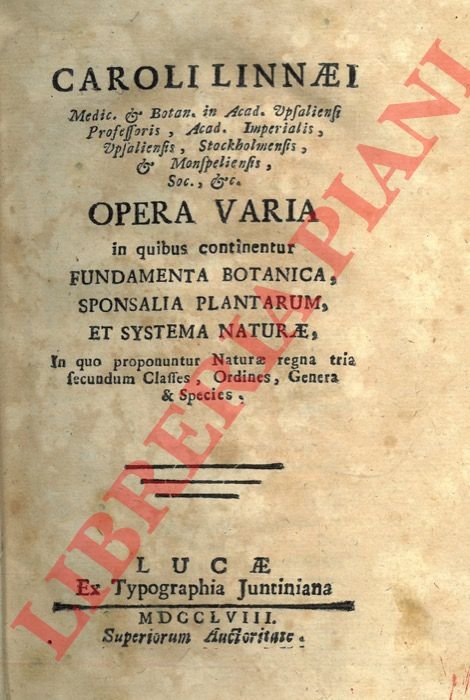 CAROLI LINNÆI
Medic. & Botan. in Acad. Vpſalienſi
Profeſſoris, Acad. Imperialis,
Vpſalienſis, Stockholmenſis,
& Monſpelienſis,
Soc., &c.
OPERA VARIA
in quibus continentur
FUNDAMENTA BOTANICA,
SPONSALIA PLANTARUM,
ET SYSTEMA NATURÆ,
In quo proponuntur Naturæ regna tria
ſecundum Claſſes, Ordines, Genera
& Species.
LUCÆ
Ex Typographia Juntiniana
MDCCLVIII.
Superiorum Auctoritate.
LIBRERIA PIANI